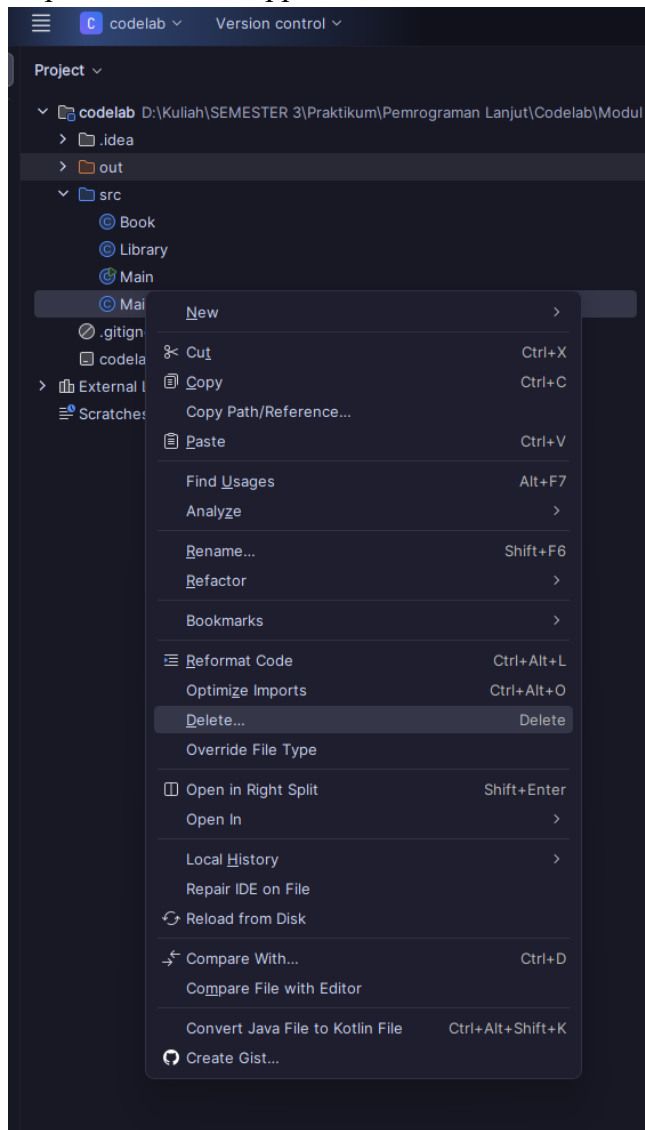 C codelab Version control
Project
codelab D:\Kuliah\SEMESTER 3\Praktikum\Pemrograman Lanjut\Codelab\Modul
.idea
out
src
Book
Library
Main
Mai
.gitign
codela
External
Scratches
New
Cut Ctrl+X
Copy Ctrl+C
Copy Path/Reference...
Paste Ctrl+V
Find Usages Alt+F7
Analyze
Rename... Shift+F6
Refactor
Bookmarks
Reformat Code Ctrl+Alt+L
Optimize Imports Ctrl+Alt+O
Delete... Delete
Override File Type
Open in Right Split Shift+Enter
Open In
Local History
Repair IDE on File
Reload from Disk
Compare With... Ctrl+D
Compare File with Editor
Convert Java File to Kotlin File Ctrl+Alt+Shift+K
Create Gist...